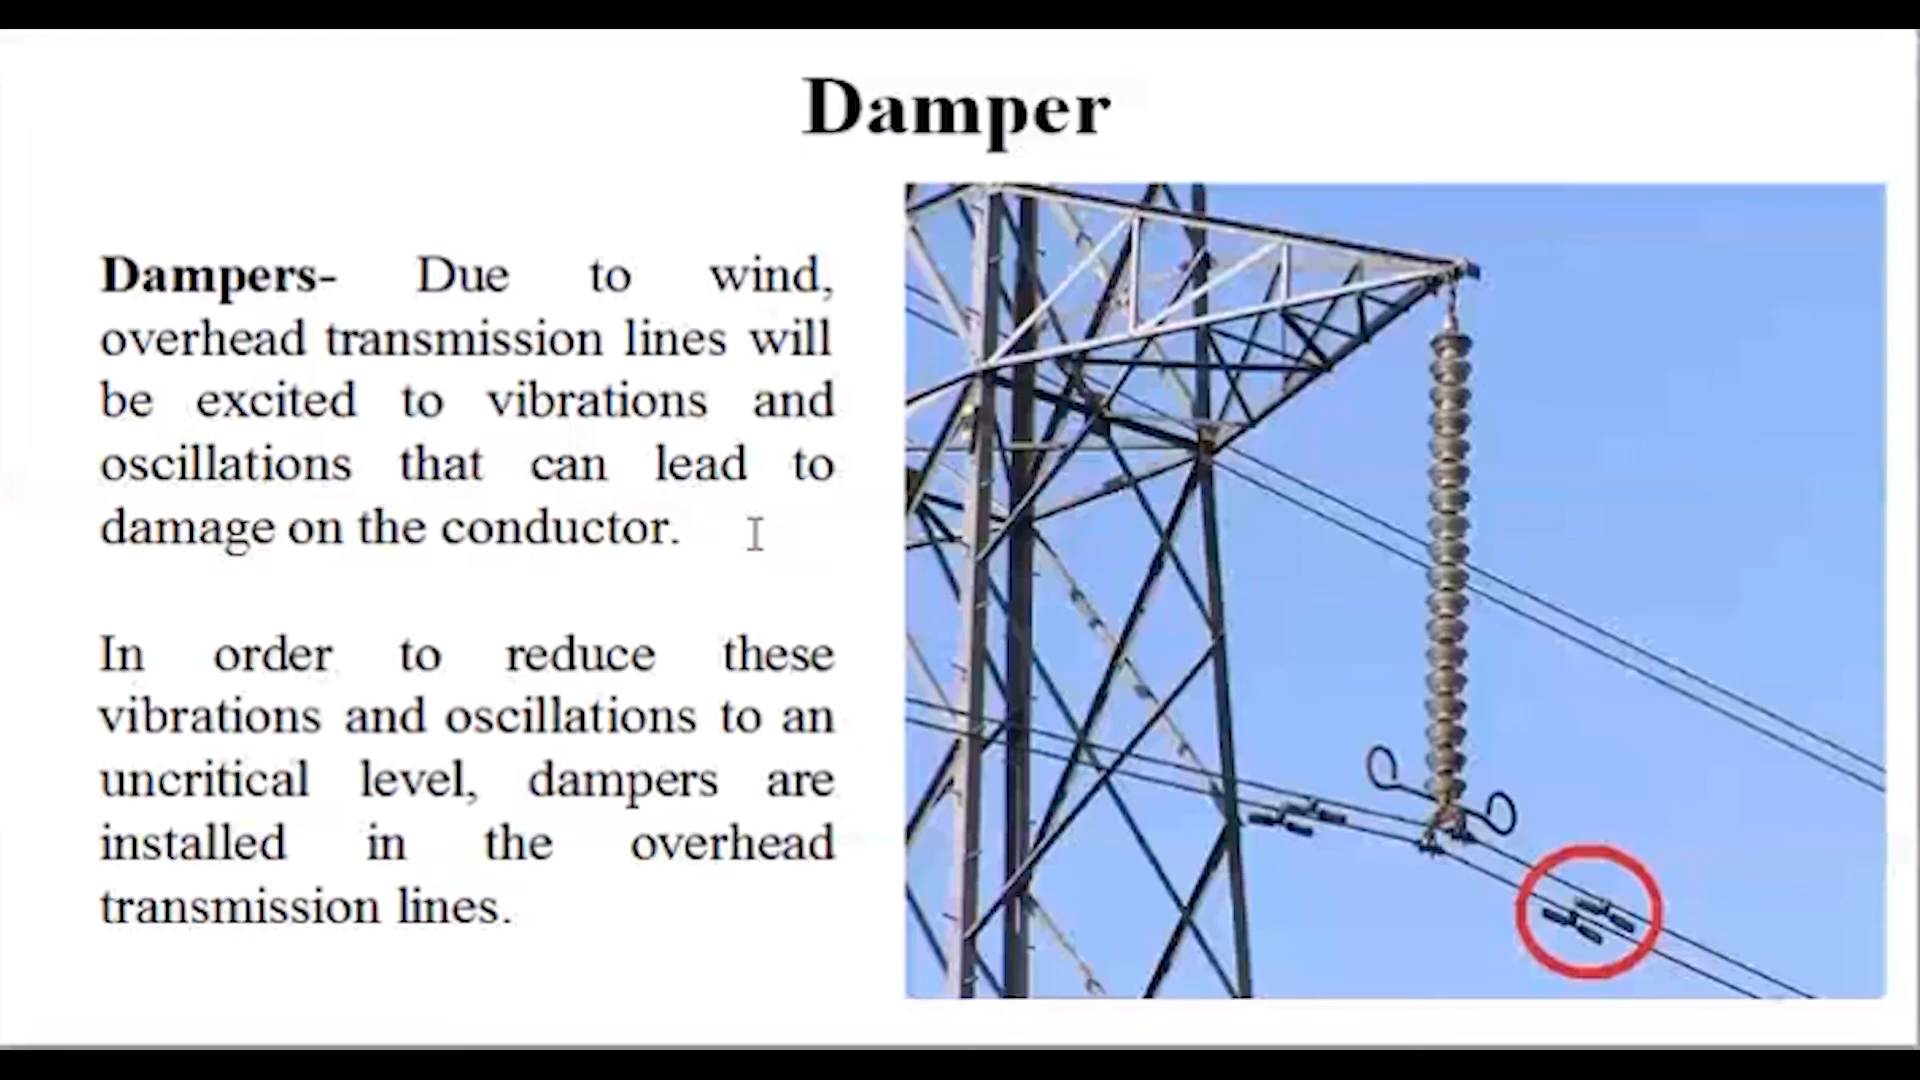 Damper
Dampers- Due to wind,
overhead transmission lines will
be excited to vibrations and
oscillations that can lead to
damage on the conductor.
In order to reduce these
vibrations and oscillations to an
uncritical level, dampers are
installed in the overhead
transmission lines.